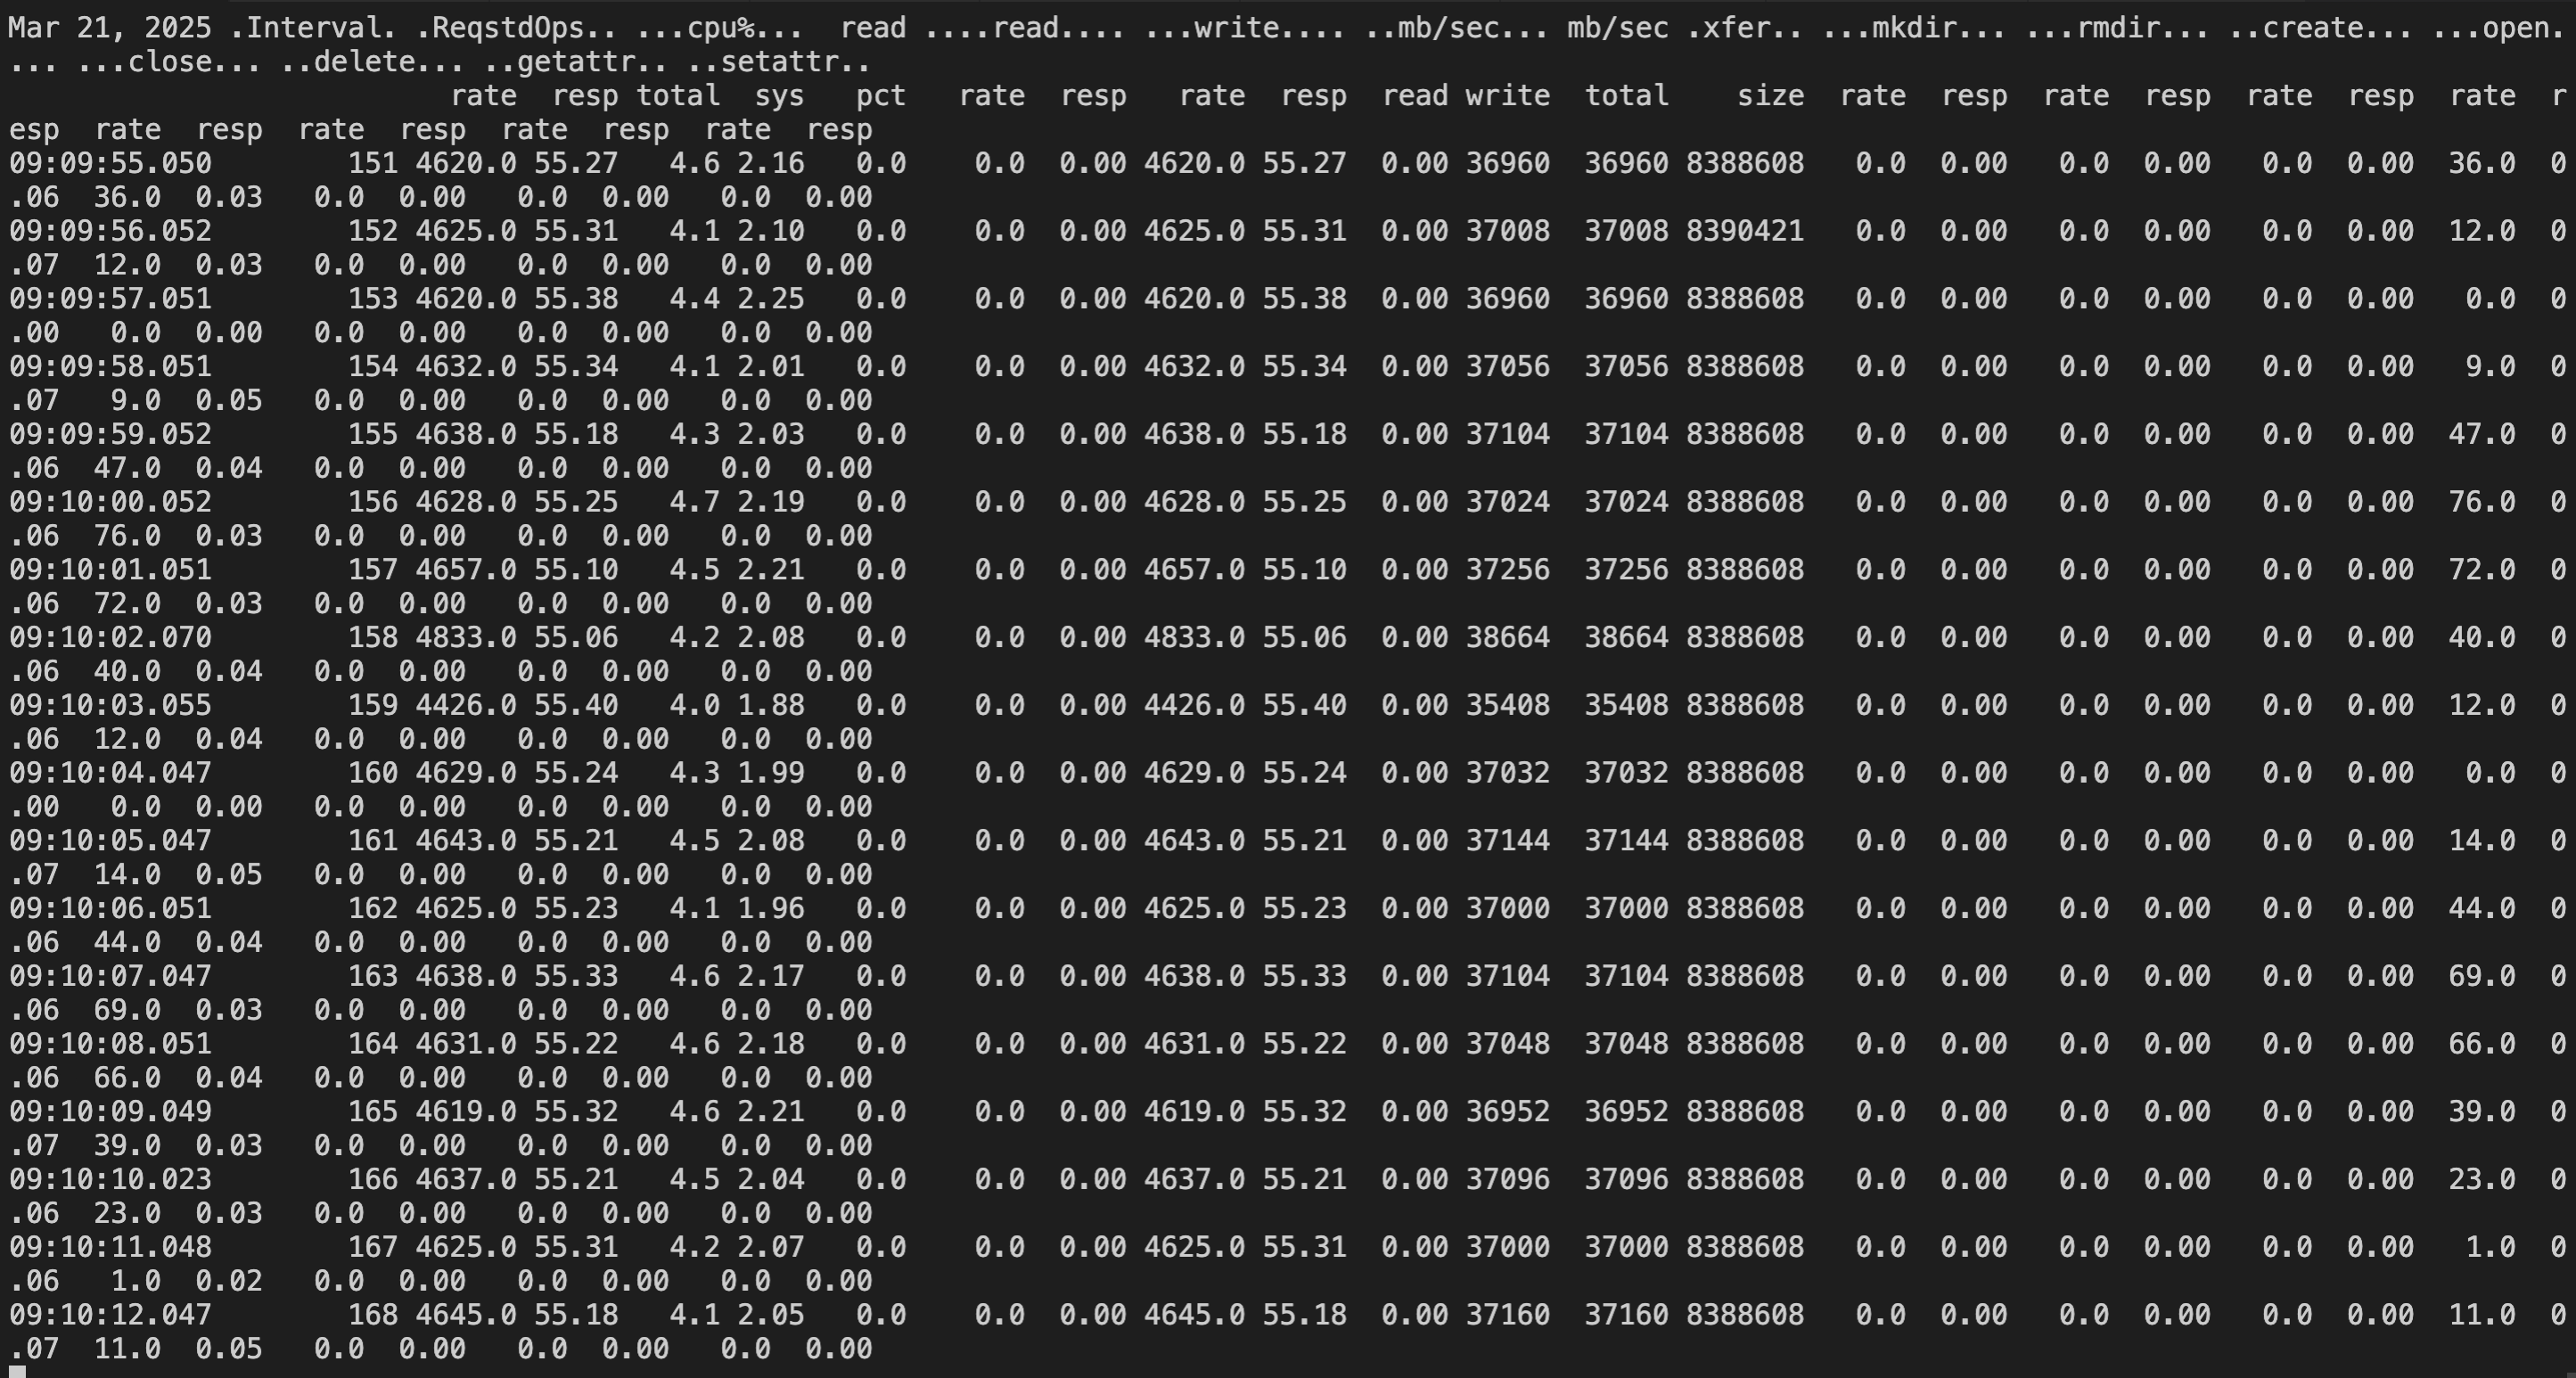 Mar 21, 2025 .Interval. .ReqstdOps.. ...cpu%...  read ....read.... ...write.... ..mb/sec... mb/sec .xfer.. ...mkdir... ...rmdir... ..create... ...open.
... ...close... ..delete... ..getattr.. ..setattr..
                          rate  resp total  sys   pct   rate  resp   rate  resp  read write  total    size  rate  resp  rate  resp  rate  resp  rate  r
esp  rate  resp  rate  resp  rate  resp  rate  resp
09:09:55.050        151 4620.0 55.27   4.6 2.16   0.0    0.0  0.00 4620.0 55.27  0.00 36960  36960 8388608   0.0  0.00   0.0  0.00   0.0  0.00  36.0  0
.06  36.0  0.03   0.0  0.00   0.0  0.00   0.0  0.00
09:09:56.052        152 4625.0 55.31   4.1 2.10   0.0    0.0  0.00 4625.0 55.31  0.00 37008  37008 8390421   0.0  0.00   0.0  0.00   0.0  0.00  12.0  0
.07  12.0  0.03   0.0  0.00   0.0  0.00   0.0  0.00
09:09:57.051        153 4620.0 55.38   4.4 2.25   0.0    0.0  0.00 4620.0 55.38  0.00 36960  36960 8388608   0.0  0.00   0.0  0.00   0.0  0.00   0.0  0
.00   0.0  0.00   0.0  0.00   0.0  0.00   0.0  0.00
09:09:58.051        154 4632.0 55.34   4.1 2.01   0.0    0.0  0.00 4632.0 55.34  0.00 37056  37056 8388608   0.0  0.00   0.0  0.00   0.0  0.00   9.0  0
.07   9.0  0.05   0.0  0.00   0.0  0.00   0.0  0.00
09:09:59.052        155 4638.0 55.18   4.3 2.03   0.0    0.0  0.00 4638.0 55.18  0.00 37104  37104 8388608   0.0  0.00   0.0  0.00   0.0  0.00  47.0  0
.06  47.0  0.04   0.0  0.00   0.0  0.00   0.0  0.00
09:10:00.052        156 4628.0 55.25   4.7 2.19   0.0    0.0  0.00 4628.0 55.25  0.00 37024  37024 8388608   0.0  0.00   0.0  0.00   0.0  0.00  76.0  0
.06  76.0  0.03   0.0  0.00   0.0  0.00   0.0  0.00
09:10:01.051        157 4657.0 55.10   4.5 2.21   0.0    0.0  0.00 4657.0 55.10  0.00 37256  37256 8388608   0.0  0.00   0.0  0.00   0.0  0.00  72.0  0
.06  72.0  0.03   0.0  0.00   0.0  0.00   0.0  0.00
09:10:02.070        158 4833.0 55.06   4.2 2.08   0.0    0.0  0.00 4833.0 55.06  0.00 38664  38664 8388608   0.0  0.00   0.0  0.00   0.0  0.00  40.0  0
.06  40.0  0.04   0.0  0.00   0.0  0.00   0.0  0.00
09:10:03.055        159 4426.0 55.40   4.0 1.88   0.0    0.0  0.00 4426.0 55.40  0.00 35408  35408 8388608   0.0  0.00   0.0  0.00   0.0  0.00  12.0  0
.06  12.0  0.04   0.0  0.00   0.0  0.00   0.0  0.00
09:10:04.047        160 4629.0 55.24   4.3 1.99   0.0    0.0  0.00 4629.0 55.24  0.00 37032  37032 8388608   0.0  0.00   0.0  0.00   0.0  0.00   0.0  0
.00   0.0  0.00   0.0  0.00   0.0  0.00   0.0  0.00
09:10:05.047        161 4643.0 55.21   4.5 2.08   0.0    0.0  0.00 4643.0 55.21  0.00 37144  37144 8388608   0.0  0.00   0.0  0.00   0.0  0.00  14.0  0
.07  14.0  0.05   0.0  0.00   0.0  0.00   0.0  0.00
09:10:06.051        162 4625.0 55.23   4.1 1.96   0.0    0.0  0.00 4625.0 55.23  0.00 37000  37000 8388608   0.0  0.00   0.0  0.00   0.0  0.00  44.0  0
.06  44.0  0.04   0.0  0.00   0.0  0.00   0.0  0.00
09:10:07.047        163 4638.0 55.33   4.6 2.17   0.0    0.0  0.00 4638.0 55.33  0.00 37104  37104 8388608   0.0  0.00   0.0  0.00   0.0  0.00  69.0  0
.06  69.0  0.03   0.0  0.00   0.0  0.00   0.0  0.00
09:10:08.051        164 4631.0 55.22   4.6 2.18   0.0    0.0  0.00 4631.0 55.22  0.00 37048  37048 8388608   0.0  0.00   0.0  0.00   0.0  0.00  66.0  0
.06  66.0  0.04   0.0  0.00   0.0  0.00   0.0  0.00
09:10:09.049        165 4619.0 55.32   4.6 2.21   0.0    0.0  0.00 4619.0 55.32  0.00 36952  36952 8388608   0.0  0.00   0.0  0.00   0.0  0.00  39.0  0
.07  39.0  0.03   0.0  0.00   0.0  0.00   0.0  0.00
09:10:10.023        166 4637.0 55.21   4.5 2.04   0.0    0.0  0.00 4637.0 55.21  0.00 37096  37096 8388608   0.0  0.00   0.0  0.00   0.0  0.00  23.0  0
.06  23.0  0.03   0.0  0.00   0.0  0.00   0.0  0.00
09:10:11.048        167 4625.0 55.31   4.2 2.07   0.0    0.0  0.00 4625.0 55.31  0.00 37000  37000 8388608   0.0  0.00   0.0  0.00   0.0  0.00   1.0  0
.06   1.0  0.02   0.0  0.00   0.0  0.00   0.0  0.00
09:10:12.047        168 4645.0 55.18   4.1 2.05   0.0    0.0  0.00 4645.0 55.18  0.00 37160  37160 8388608   0.0  0.00   0.0  0.00   0.0  0.00  11.0  0
.07  11.0  0.05   0.0  0.00   0.0  0.00   0.0  0.00